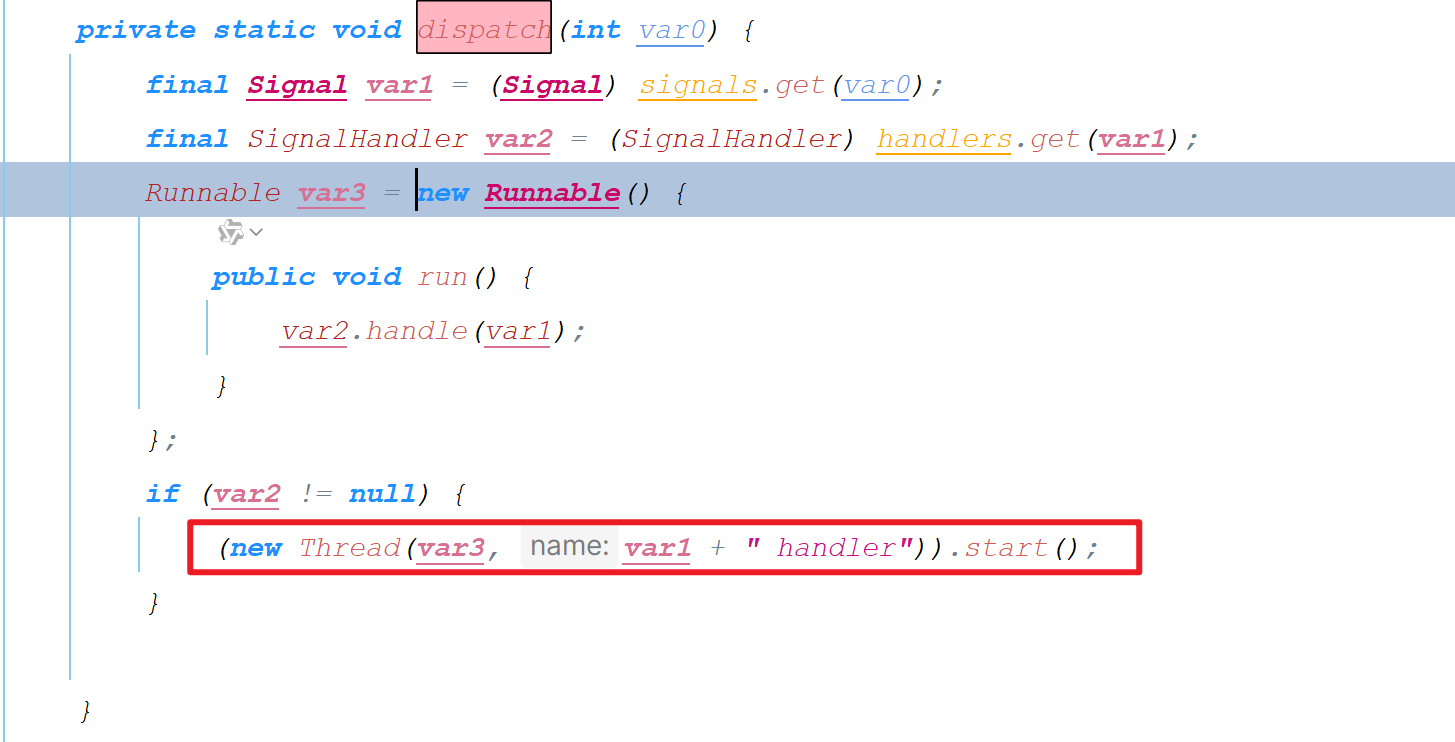 private static void dispatch(int var0) {
final Signal var1 = (Signal) signals.get(var0);
final SignalHandler var2 = (SignalHandler) handlers.get(var1);
Runnable var3 = new Runnable() {
public void run() {
var2.handle(var1);
}
};
if (var2 != null) {
(new Thread(var3, name: var1 + " handler")).start();
}
}